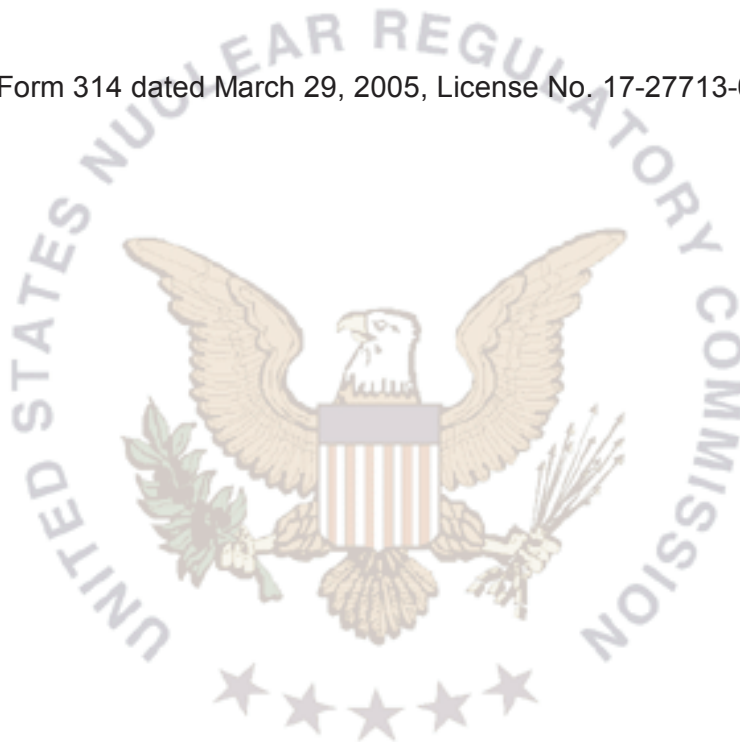 Form 314 dated March 29, 2005, License No. 17-27713-
UNITED STATES NUCLEAR REGULATORY COMMISSION